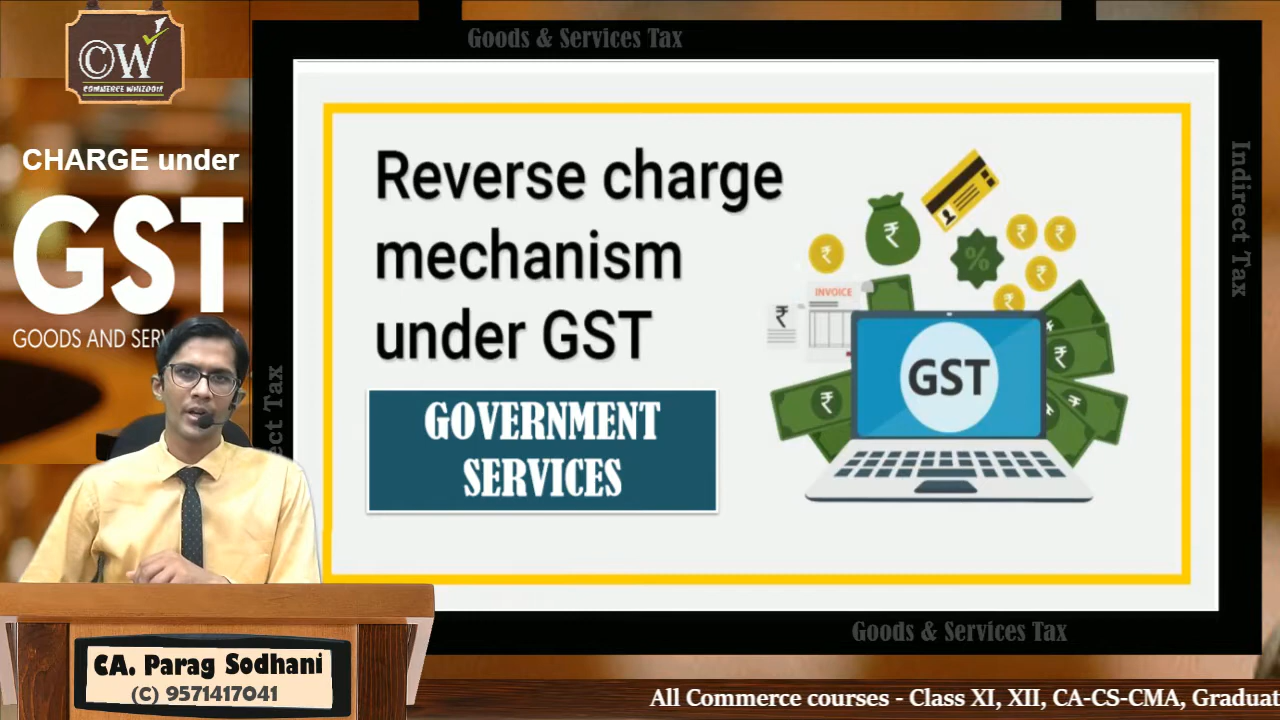 Goods & Services Tax
CW
COMMERCE WHIZDOM
CHARGE under
GST
GOODS AND SERV
Reverse charge
mechanism
under GST
GOVERNMENT
SERVICES
₹
₹
%
₹
₹
₹
₹
INVOICE
₹
GST
₹
₹
₹
₹
₹
Indirect Tax
ect Tax
Goods & Services Tax
CA. Parag Sodhani
(C) 9571417041
All Commerce courses - Class XI, XII, CA-CS-CMA, Graduat